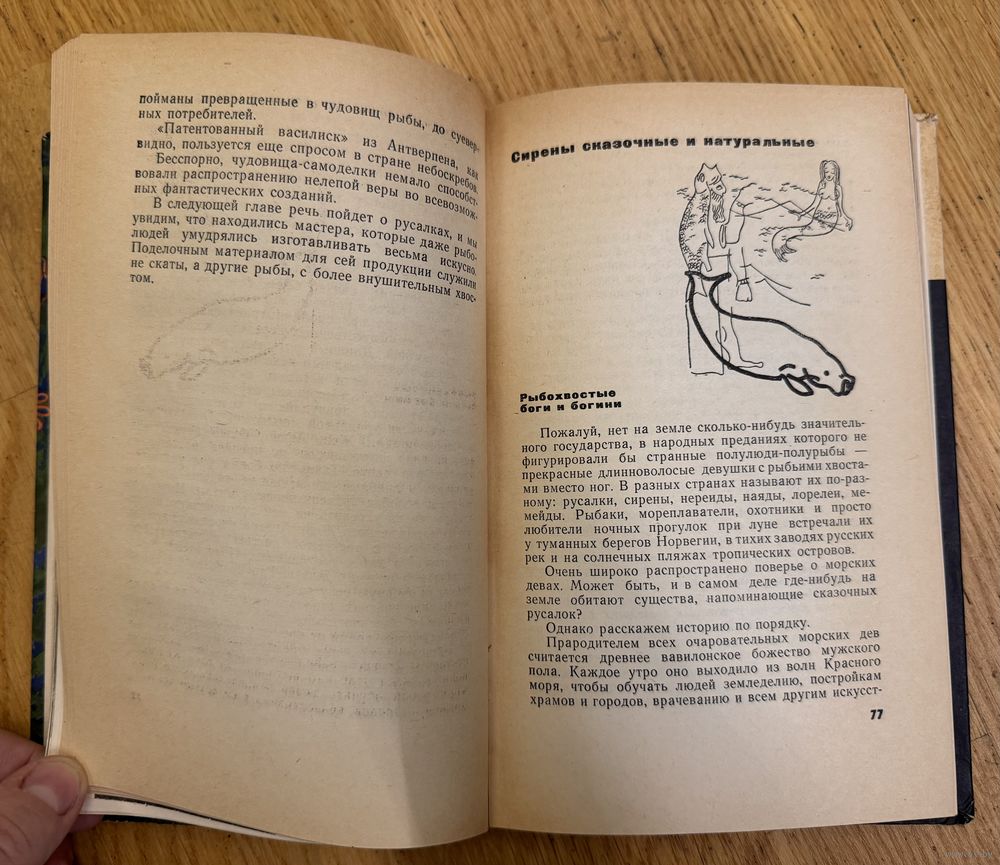 пойманы превращенные в чудовищ рыбы, до суевер-
ных потребителей.
«Патентованный василиск» из Антверпена, как
видно, пользуется еще спросом в стране небоскребов.
Бесспорно, чудовища-самоделки немало способст-
вовали распространению нелепой веры во всевозмож-
ных фантастических созданий.
В следующей главе речь пойдет о русалках, и мы
увидим, что находились мастера, которые даже рыбо-
людей умудрялись изготавливать весьма искусно.
Поделочным материалом для сей продукции служили
не скаты, а другие рыбы, с более внушительным хвос-
том.
Сирены сказочные и натуральные
Рыбохвостые
боги и богини
Пожалуй, нет на земле сколько-нибудь значитель-
ного государства, в народных преданиях которого не
фигурировали бы странные полулюди-полурыбы —
прекрасные длинноволосые девушки с рыбьими хвоста-
ми вместо ног. В разных странах называют их по-раз-
ному: русалки, сирены, нереиды, наяды, лорелеи, ме-
мейды. Рыбаки, мореплаватели, охотники и просто
любители ночных прогулок при луне встречали их
у туманных берегов Норвегии, в тихих заводях русских
рек и на солнечных пляжах тропических островов.
Очень широко распространено поверье о морских
девах. Может быть, и в самом деле где-нибудь на
земле обитают существа, напоминающие сказочных
русалок?
Однако расскажем историю по порядку.
Прародителем всех очаровательных морских дев
считается древнее вавилонское божество мужского
пола. Каждое утро оно выходило из волн Красного
моря, чтобы обучать людей земледелию, постройкам
храмов и городов, врачеванию и всем другим искусст-
77